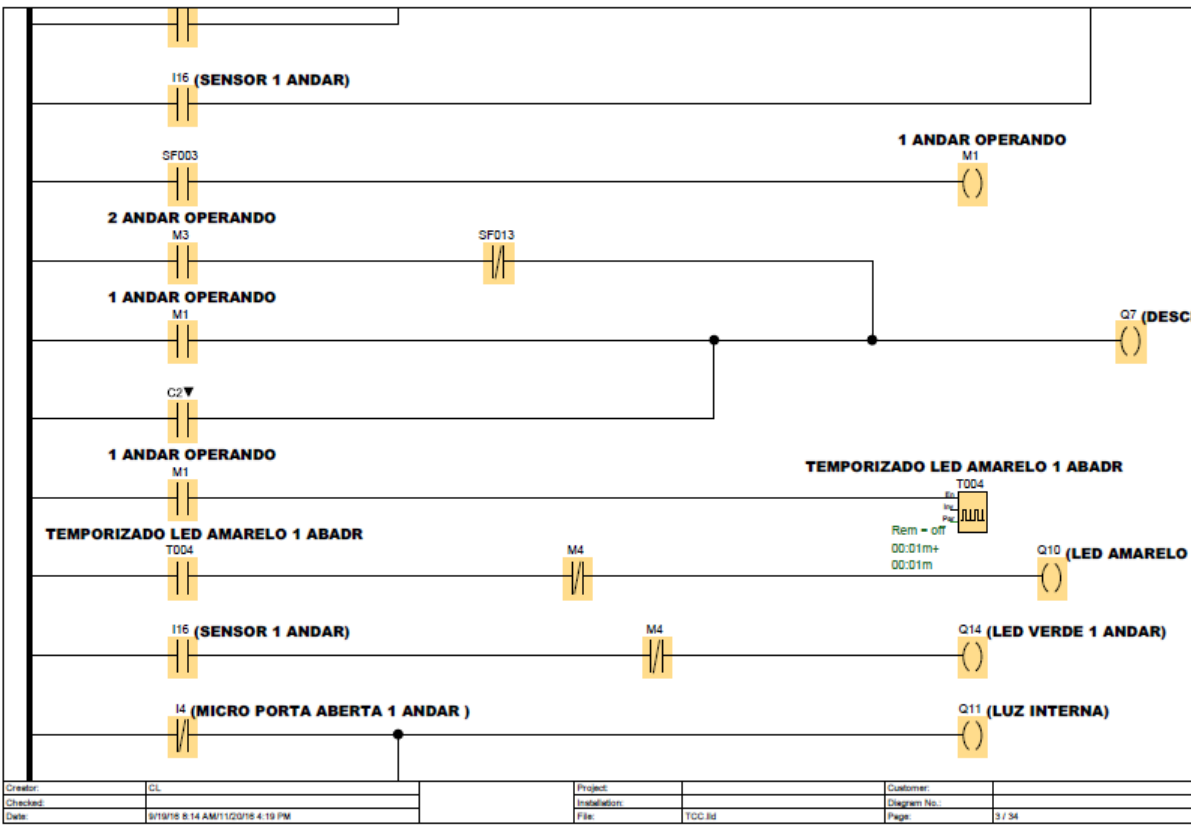 I16 (SENSOR 1 ANDAR)
1 ANDAR OPERANDO
SF003
M1
2 ANDAR OPERANDO
M3
SF013
1 ANDAR OPERANDO
M1
Q7 (DESC
C2▼
1 ANDAR OPERANDO
M1
TEMPORIZADO LED AMARELO 1 ABADR
T004
En
Inv
Par
Rem = off
00:01m+
00:01m
TEMPORIZADO LED AMARELO 1 ABADR
T004
M4
Q10 (LED AMARELO
I16 (SENSOR 1 ANDAR)
M4
Q14 (LED VERDE 1 ANDAR)
I4 (MICRO PORTA ABERTA 1 ANDAR )
Q11 (LUZ INTERNA)
Creator: CL Project: Customer:
Checked: Installation: Diagram No.:
Date: 9/19/16 8:14 AM/11/20/16 4:19 PM File: TCC.lld Page: 3 / 34